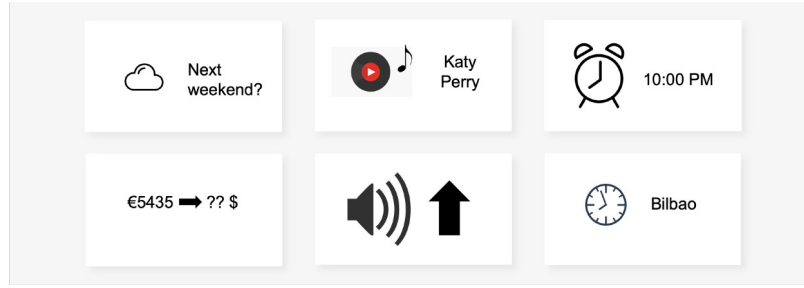 Next
weekend?
Katy
Perry
10:00 PM
€5435 ➡ ?? $
Bilbao